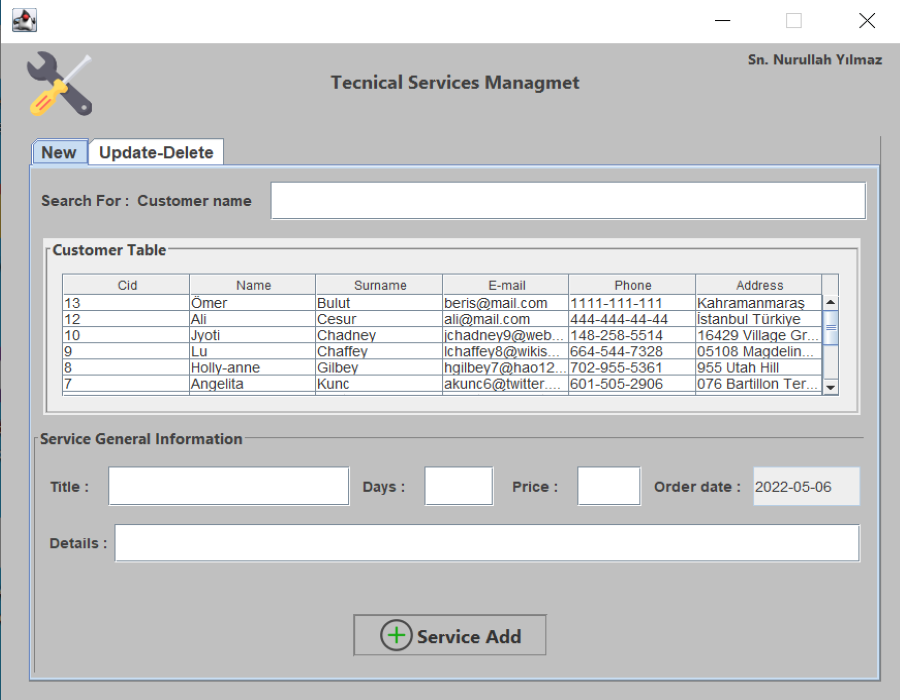 Sn. Nurullah Yılmaz
Tecnical Services Managmet
New Update-Delete
Search For : Customer name
Customer Table
Cid Name Surname E-mail Phone Address
13 Ömer Bulut beris@mail.com 1111-111-111 Kahramanmaraş
12 Ali Cesur ali@mail.com 444-444-44-44 İstanbul Türkiye
10 Jyoti Chadney jchadney9@web... 148-258-5514 16429 Village Gr...
9 Lu Chaffey lchaffey8@wikis... 664-544-7328 05108 Magdelin...
8 Holly-anne Gilbey hgilbey7@hao12... 702-955-5361 955 Utah Hill
7 Angelita Kunc akunc6@twitter.... 601-505-2906 076 Bartillon Ter...
Service General Information
Title : Days : Price : Order date : 2022-05-06
Details :
Service Add